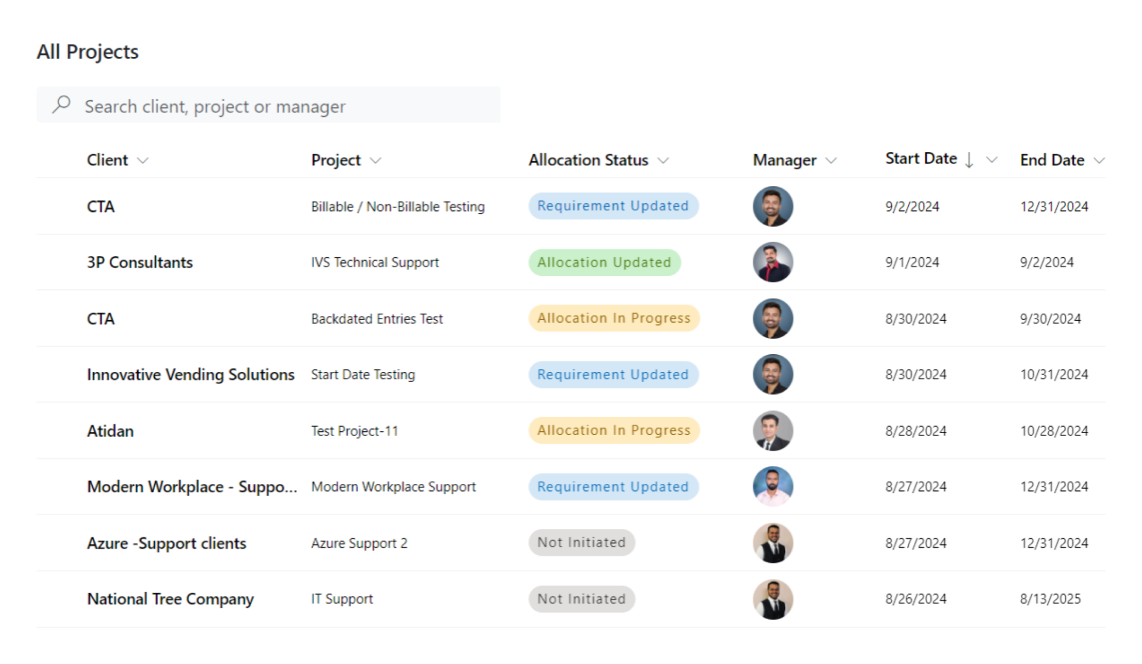 All Projects
Search client, project or manager
Client Project Allocation Status Manager Start Date End Date
CTA Billable / Non-Billable Testing Requirement Updated 9/2/2024 12/31/2024
3P Consultants IVS Technical Support Allocation Updated 9/1/2024 9/2/2024
CTA Backdated Entries Test Allocation In Progress 8/30/2024 9/30/2024
Innovative Vending Solutions Start Date Testing Requirement Updated 8/30/2024 10/31/2024
Atidan Test Project-11 Allocation In Progress 8/28/2024 10/28/2024
Modern Workplace - Suppo... Modern Workplace Support Requirement Updated 8/27/2024 12/31/2024
Azure -Support clients Azure Support 2 Not Initiated 8/27/2024 12/31/2024
National Tree Company IT Support Not Initiated 8/26/2024 8/13/2025